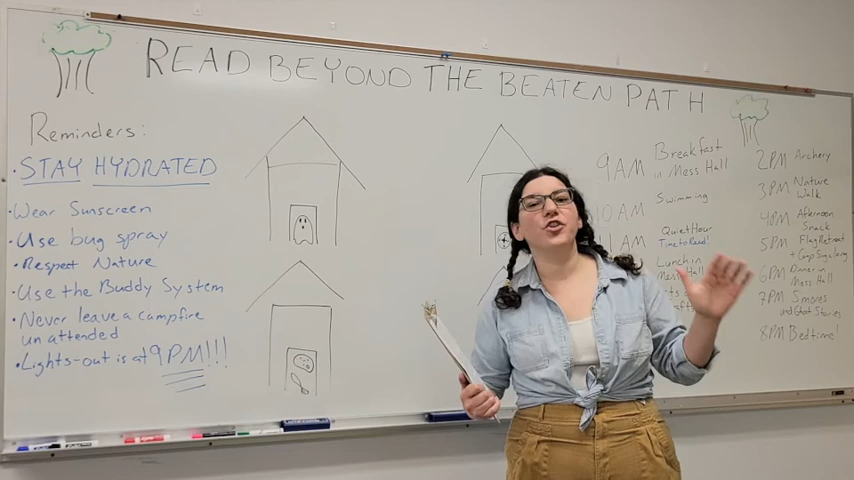 READ BEYOND THE BEATEN PATH
Reminders:
• STAY HYDRATED
• Wear Sunscreen
• Use bug spray
• Respect Nature
• Use the Buddy System
• Never leave a campfire
unattended
• Lights-out is at 9PM!!!
9AM Breakfast
in Mess Hall
10 AM Swimming
AM Quiet Hour
Time to Read!
Lunch in
Mess Hall
2PM Archery
3PM Nature
Walk
4PM Afternoon
Snack
5PM Flag Retreat
+ Camp Singalong
6PM Dinner in
Mess Hall
7PM Smores
and Ghost Stories
8PM Bedtime!